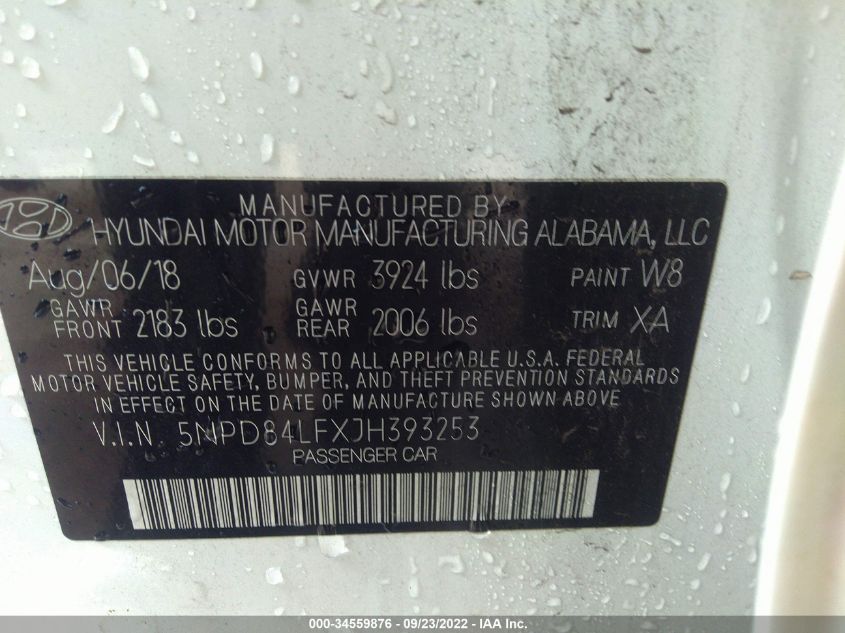 MANUFACTURED BY
HYUNDAI MOTOR MANUFACTURING ALABAMA, LLC
Aug/06/18 GVWR 3924 lbs PAINT W8
GAWR FRONT 2183 lbs GAWR REAR 2006 lbs TRIM XA
THIS VEHICLE CONFORMS TO ALL APPLICABLE U.S.A. FEDERAL
MOTOR VEHICLE SAFETY, BUMPER, AND THEFT PREVENTION STANDARDS
IN EFFECT ON THE DATE OF MANUFACTURE SHOWN ABOVE.
V.I.N. 5NPD84LFXJH393253
PASSENGER CAR
000-34559876 - 09/23/2022 - IAA Inc.